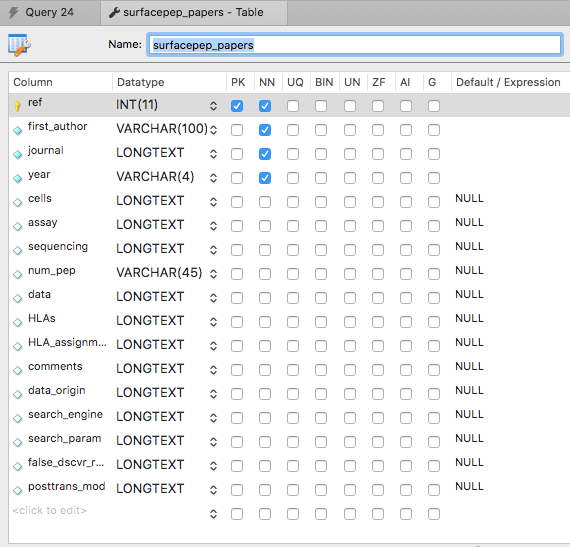 Query 24
surfacepep_papers - Table
Name: surfacepep_papers
Column Datatype PK NN UQ BIN UN ZF AI G Default / Expression
ref INT(11)
first_author VARCHAR(100)
journal LONGTEXT
year VARCHAR(4)
cells LONGTEXT NULL
assay LONGTEXT NULL
sequencing LONGTEXT NULL
num_pep VARCHAR(45) NULL
data LONGTEXT NULL
HLAs LONGTEXT NULL
HLA_assignm... LONGTEXT NULL
comments LONGTEXT NULL
data_origin LONGTEXT NULL
search_engine LONGTEXT NULL
search_param LONGTEXT NULL
false_dscvr_r... LONGTEXT NULL
posttrans_mod LONGTEXT NULL
<click to edit>